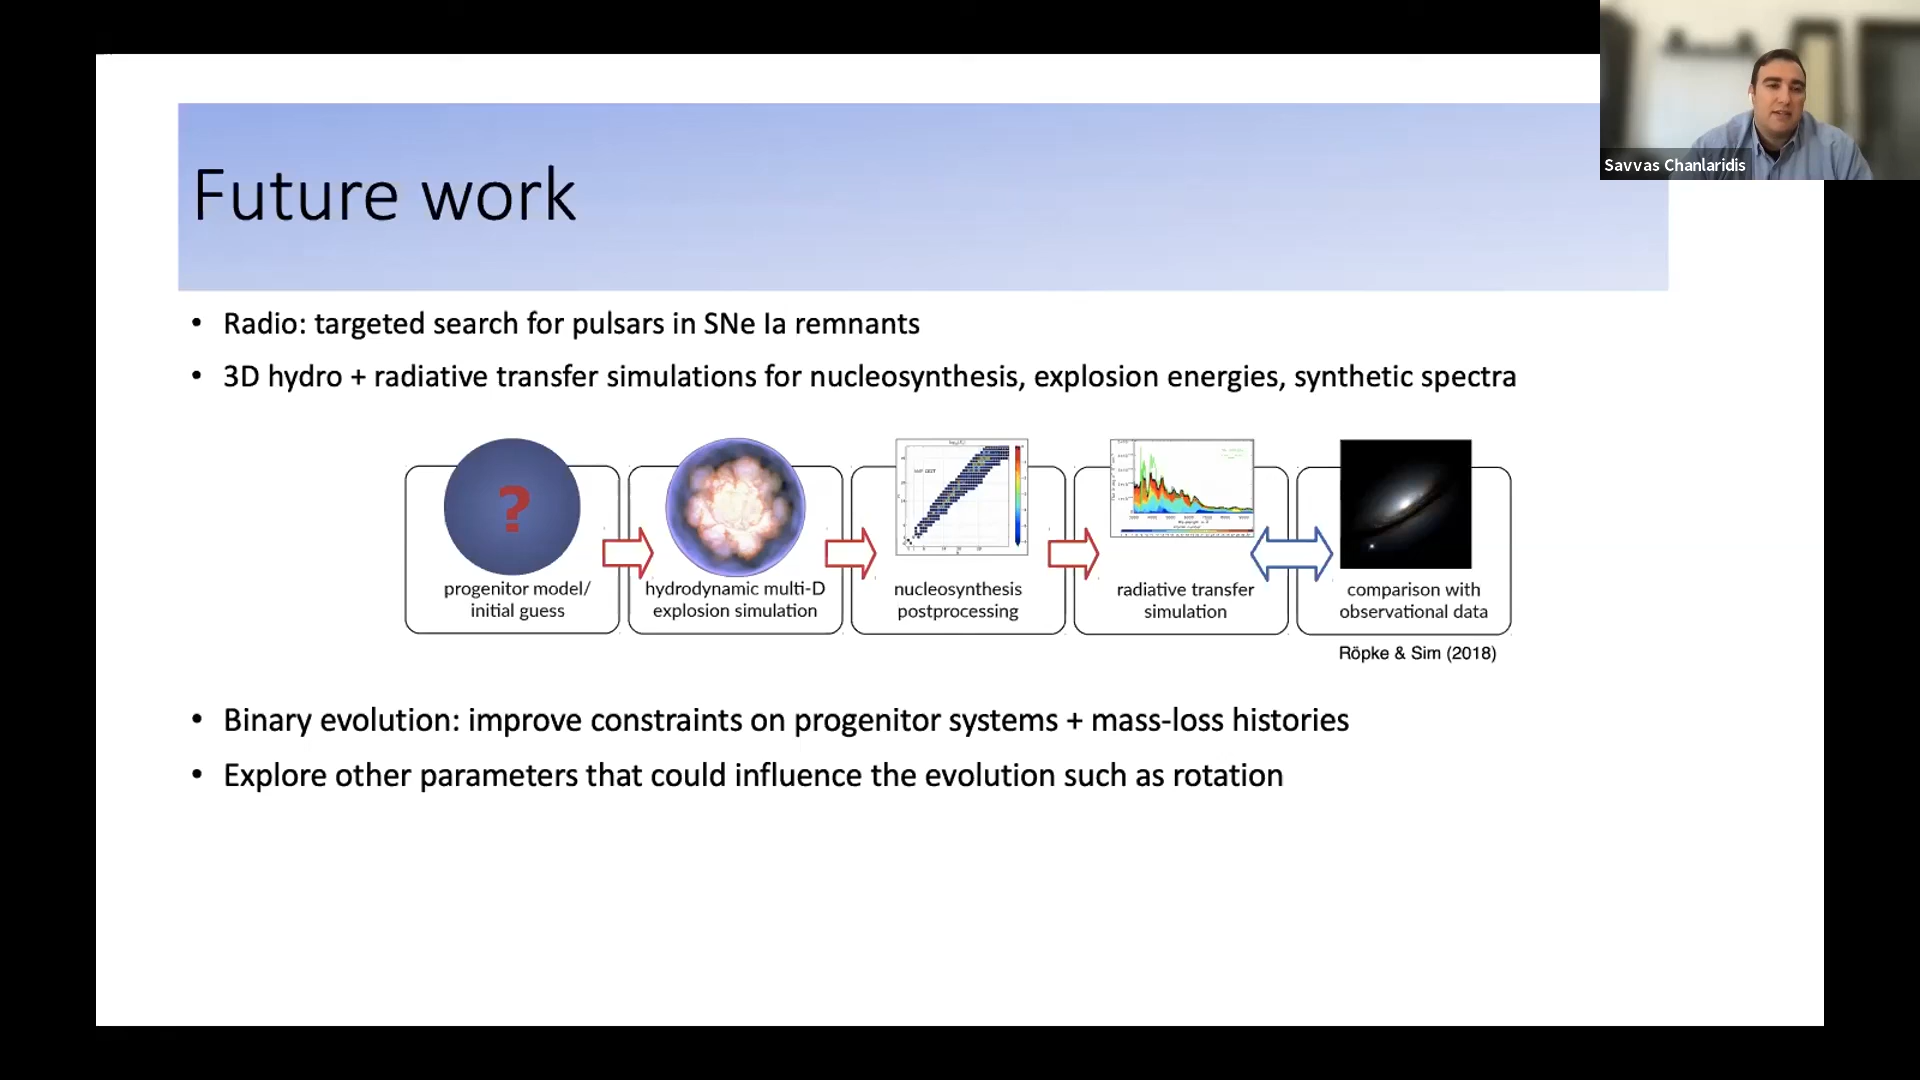 Savvas Chanlaridis
Future work
• Radio: targeted search for pulsars in SNe Ia remnants
• 3D hydro + radiative transfer simulations for nucleosynthesis, explosion energies, synthetic spectra
?
progenitor model/
initial guess
hydrodynamic multi-D
explosion simulation
nucleosynthesis
postprocessing
radiative transfer
simulation
comparison with
observational data
Röpke & Sim (2018)
• Binary evolution: improve constraints on progenitor systems + mass-loss histories
• Explore other parameters that could influence the evolution such as rotation